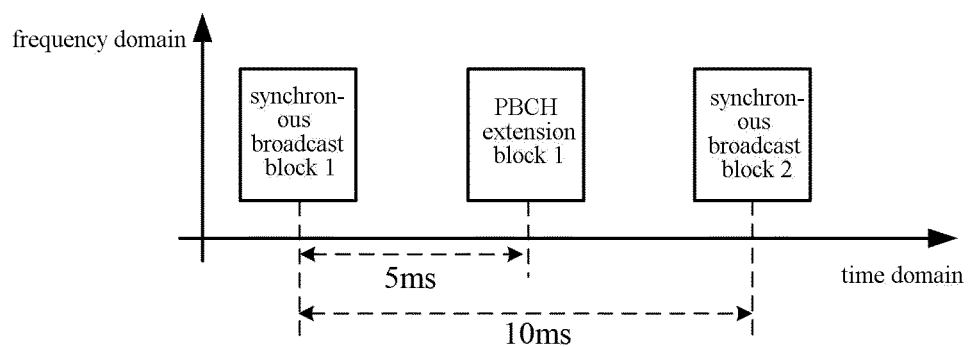 frequency domain
synchron-
ous
broadcast
block 1
PBCH
extension
block 1
synchron-
ous
broadcast
block 2
5ms
time domain
10ms